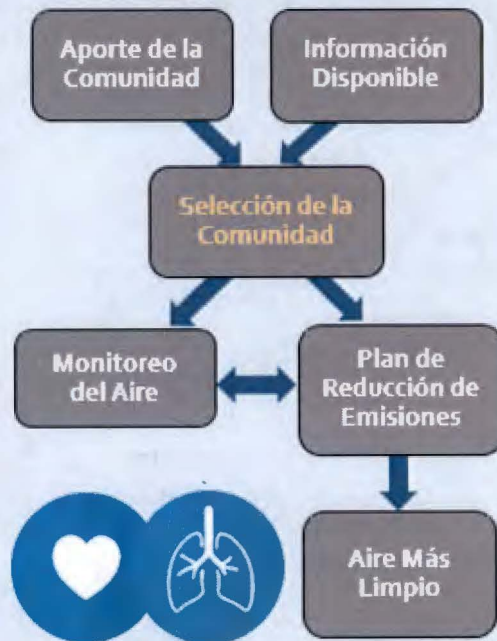 Aporte de la
Comunidad
Información
Disponible
Selección de la
Comunidad
Monitoreo
del Aire
Plan de
Reducción de
Emisiones
Aire Más
Limpio